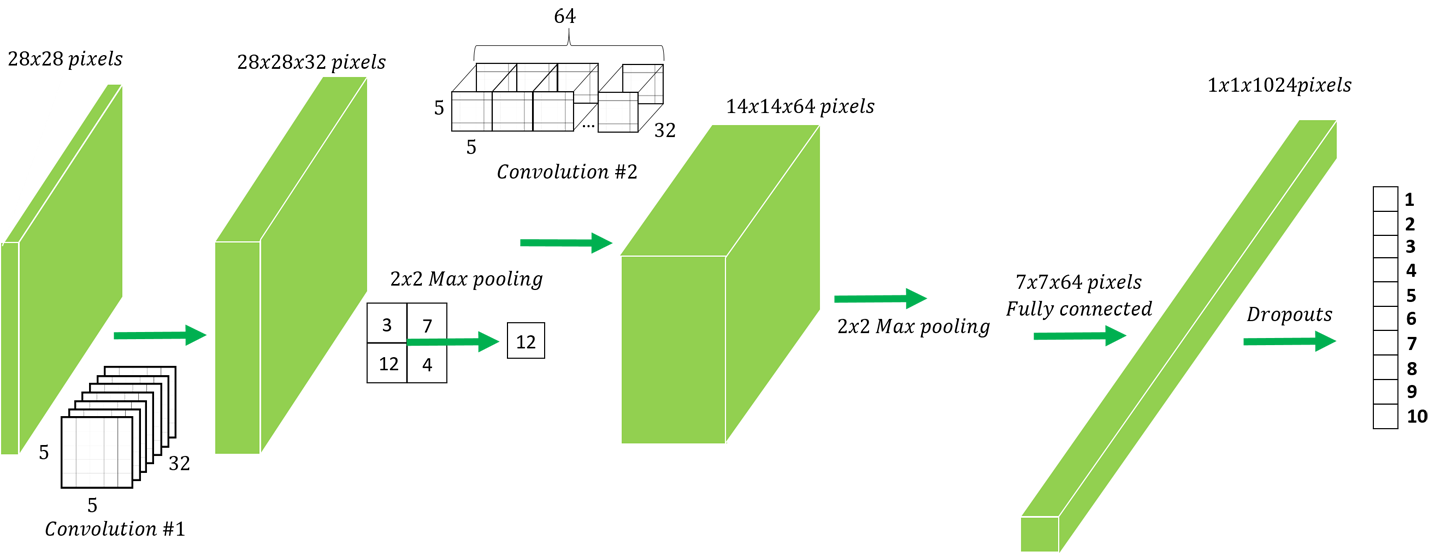 28x28 pixels
5
5
32
Convolution #1
28x28x32 pixels
2x2 Max pooling
3 7
12 4
12
64
5
5
...
32
Convolution #2
14x14x64 pixels
2x2 Max pooling
7x7x64 pixels
Fully connected
1x1x1024pixels
Dropouts
1
2
3
4
5
6
7
8
9
10